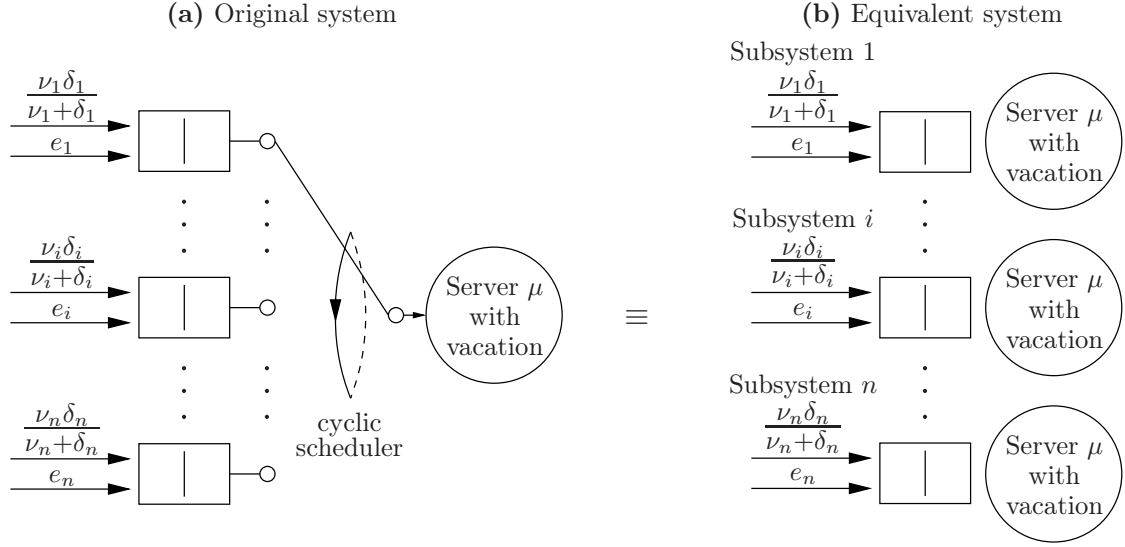 (a) Original system
ν₁δ₁
ν₁+δ₁
e₁
νᵢδᵢ
νᵢ+δᵢ
eᵢ
νₙδₙ
νₙ+δₙ
eₙ
cyclic
scheduler
Server μ
with
vacation
≡
(b) Equivalent system
Subsystem 1
ν₁δ₁
ν₁+δ₁
e₁
Server μ
with
vacation
Subsystem i
νᵢδᵢ
νᵢ+δᵢ
eᵢ
Server μ
with
vacation
Subsystem n
νₙδₙ
νₙ+δₙ
eₙ
Server μ
with
vacation